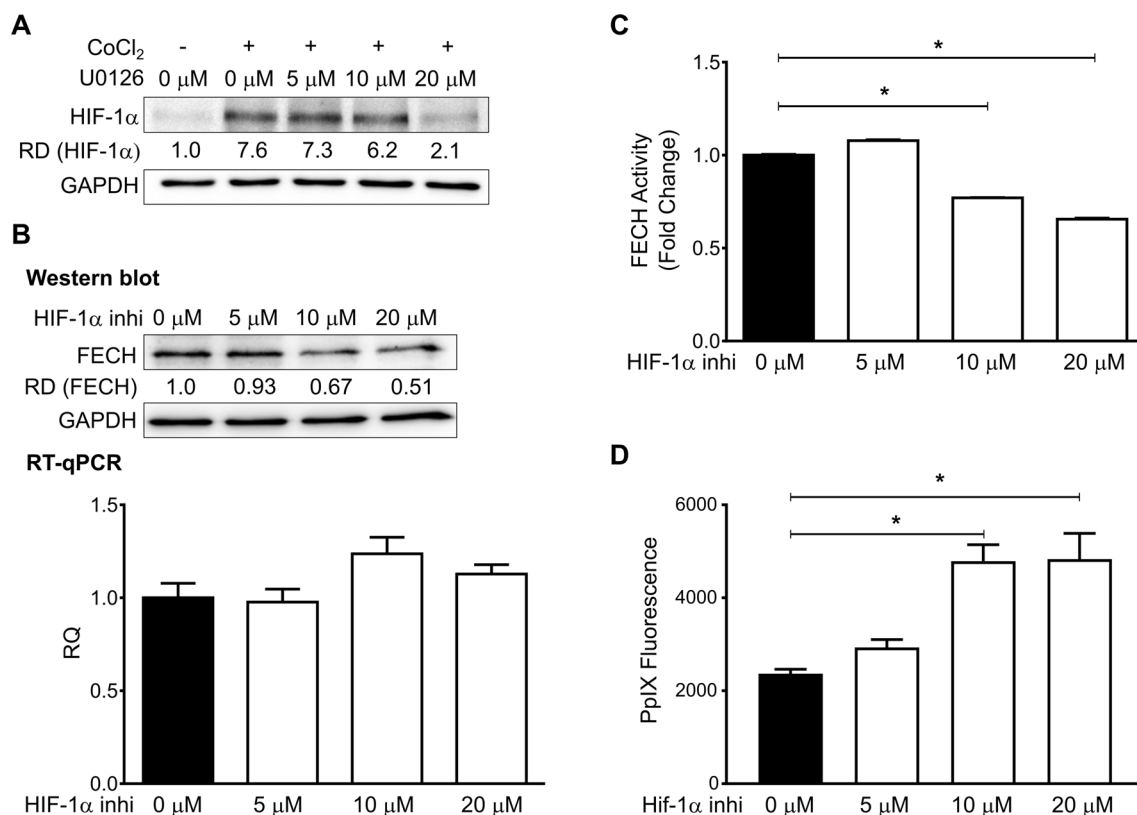 A
CoCl2 - + + + +
U0126 0 μM 0 μM 5 μM 10 μM 20 μM
HIF-1α
RD (HIF-1α) 1.0 7.6 7.3 6.2 2.1
GAPDH
B
Western blot
HIF-1α inhi 0 μM 5 μM 10 μM 20 μM
FECH
RD (FECH) 1.0 0.93 0.67 0.51
GAPDH
RT-qPCR
1.5
1.0
0.5
0.0
RQ
HIF-1α inhi 0 μM 5 μM 10 μM 20 μM
C
*
*
1.5
1.0
0.5
0.0
FECH Activity
(Fold Change)
HIF-1α inhi 0 μM 5 μM 10 μM 20 μM
D
*
*
6000
4000
2000
0
PpIX Fluorescence
Hif-1α inhi 0 μM 5 μM 10 μM 20 μM